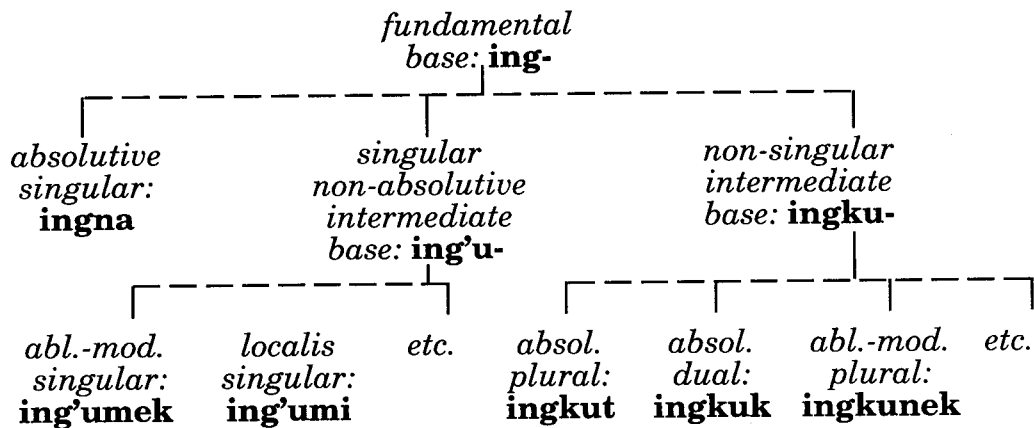 fundamental
base: ing-
absolutive
singular:
ingna
singular
non-absolutive
intermediate
base: ing’u-
non-singular
intermediate
base: ingku-
abl.-mod.
singular:
ing’umek
localis
singular:
ing’umi
etc.
absol.
plural:
ingkut
absol.
dual:
ingkuk
abl.-mod.
plural:
ingkunek
etc.